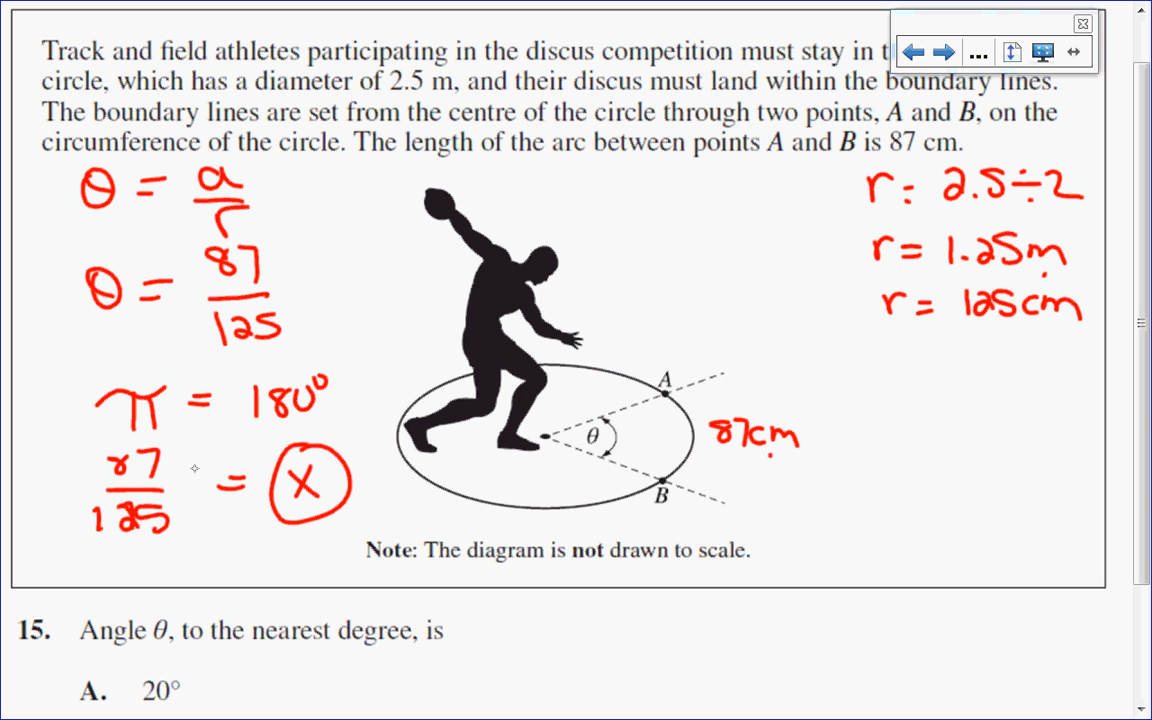 Track and field athletes participating in the discus competition must stay in
circle, which has a diameter of 2.5 m, and their discus must land within the boundary lines.
The boundary lines are set from the centre of the circle through two points, A and B, on the
circumference of the circle. The length of the arc between points A and B is 87 cm.
θ = a/r
r = 2.5÷2
θ = 87/125
r = 1.25m
r = 125cm
π = 180°
A
θ
87cm
87/125 = x
B
Note: The diagram is not drawn to scale.
15. Angle θ, to the nearest degree, is
A. 20°